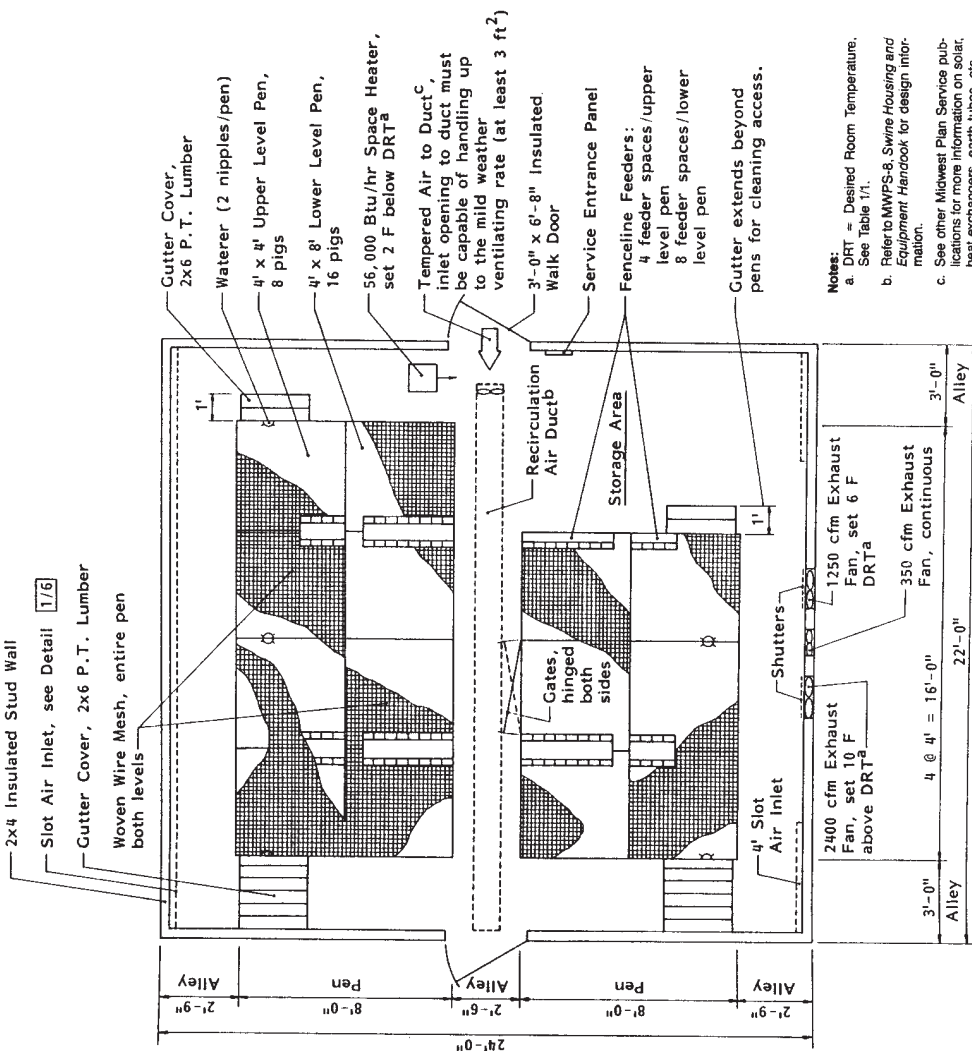 2x4 Insulated Stud Wall
Slot Air Inlet, see Detail 1/6
Gutter Cover, 2x6 P.T. Lumber
Woven Wire Mesh, entire pen
both levels
Gutter Cover,
2x6 P.T. Lumber
Waterer (2 nipples/pen)
4' x 4' Upper Level Pen,
8 pigs
4' x 8' Lower Level Pen,
16 pigs
56,000 Btu/hr Space Heater,
set 2 F below DRTa
Tempered Air to Ductc,
inlet opening to duct must
be capable of handling up
to the mild weather
ventilating rate (at least 3 ft2)
3'-0" x 6'-8" Insulated
Walk Door
Service Entrance Panel
Fenceline Feeders:
4 feeder spaces/upper
level pen
8 feeder spaces/lower
level pen
Gutter extends beyond
pens for cleaning access.
1'
Recirculation
Air Ductb
Storage Area
1'
Gates,
hinged
both
sides
Shutters
4' Slot
Air Inlet
2400 cfm Exhaust
Fan, set 10 F
above DRTa
1250 cfm Exhaust
Fan, set 6 F
DRTa
350 cfm Exhaust
Fan, continuous
3'-0"
Alley
4 @ 4' = 16'-0"
3'-0"
Alley
22'-0"
Alley
2'-9"
Pen
8'-0"
Alley
2'-6"
Pen
8'-0"
Alley
2'-9"
24'-0"
Notes:
a. DRT = Desired Room Temperature.
See Table 1/1.
b. Refer to MWPS-8, Swine Housing and
Equipment Handbook for design infor-
mation.
c. See other Midwest Plan Service pub-
lications for more information on solar,
heat exchangers, earth tubes, etc.